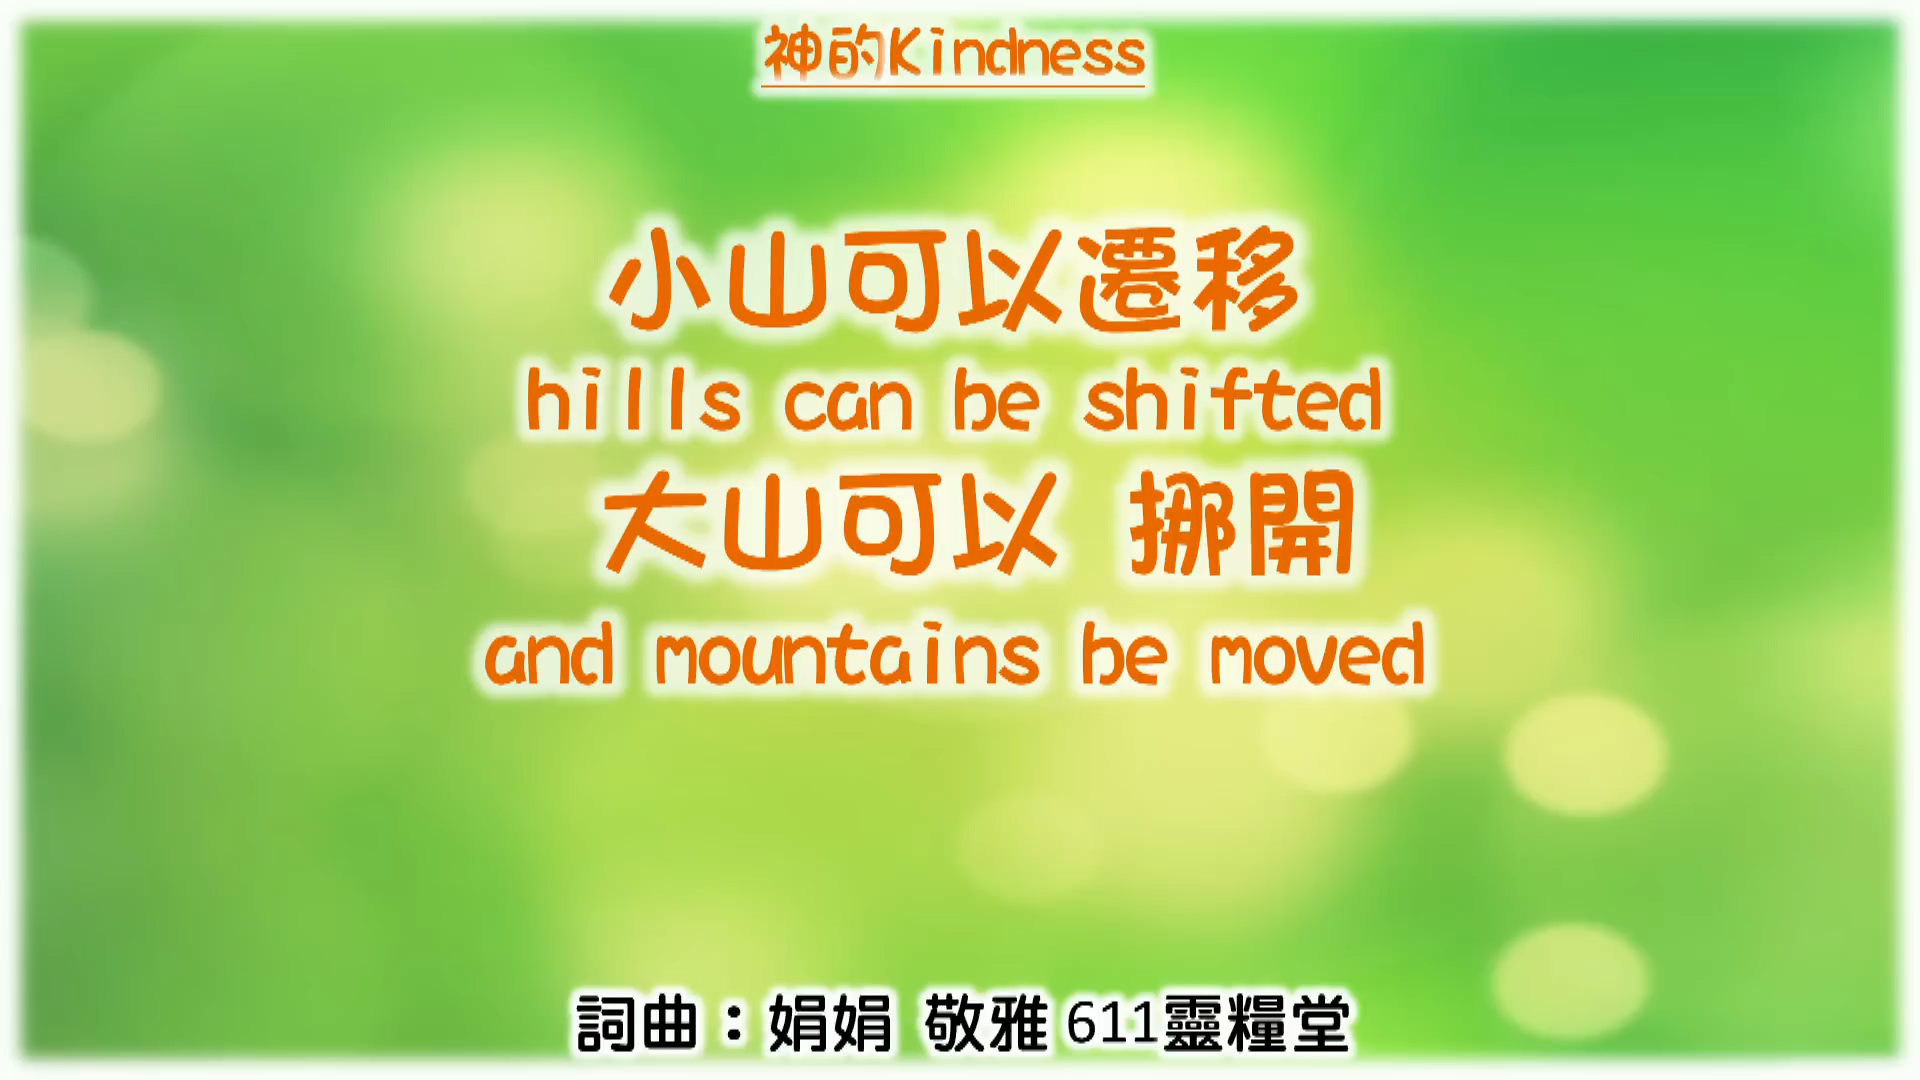 神的Kindness
小山可以遷移
hills can be shifted
大山可以 挪開
and mountains be moved
詞曲：娟娟 敬雅 611靈糧堂